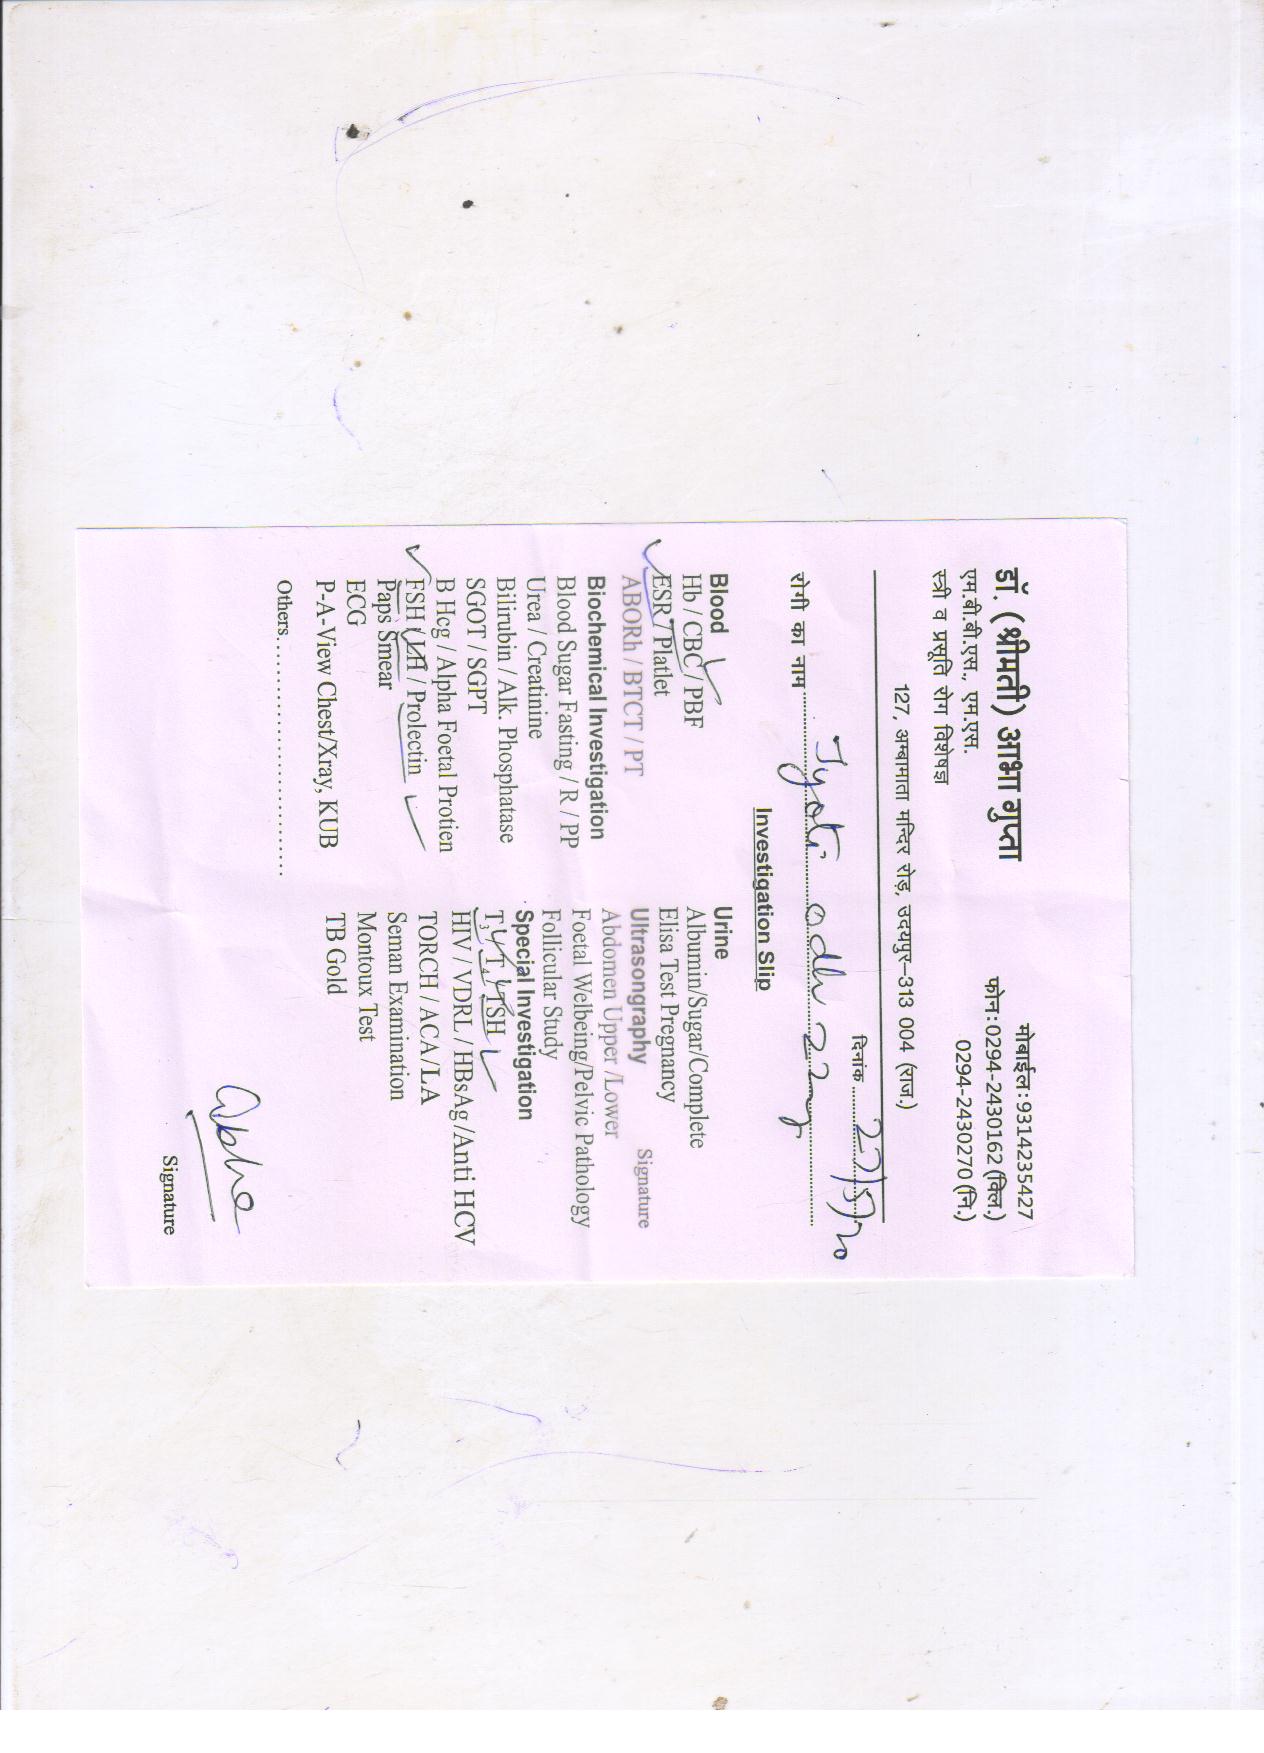 डॉ. (श्रीमती) आभा गुप्ता
एम.बी.बी.एस., एम.एस.
स्त्री व प्रसूति रोग विशेषज्ञ
मोबाईल : 9314235427
फोन : 0294-2430162 (क्लि.)
0294-2430270 (नि.)
127, अम्बामाता मन्दिर रोड़, उदयपुर–313 004 (राज.)
दिनांक 27/5/20
रोगी का नाम Jyoti 22 y
Investigation Slip
Blood
Hb / CBC / PBF
ESR / Platlet
ABORh / BTCT / PT
Biochemical Investigation
Blood Sugar Fasting / R / PP
Urea / Creatinine
Bilirubin / Alk. Phosphatase
SGOT / SGPT
B Hcg / Alpha Foetal Protien
FSH / LH / Prolectin
Paps Smear
ECG
P-A-View Chest/Xray, KUB
Others
Urine
Albumin/Sugar/Complete
Elisa Test Pregnancy
Ultrasongraphy
Signature
Abdomen Upper /Lower
Foetal Welbeing/Pelvic Pathology
Follicular Study
Special Investigation
T3 / T4 / TSH
HIV / VDRL / HBsAg /Anti HCV
TORCH / ACA/LA
Seman Examination
Montoux Test
TB Gold
Abha
Signature